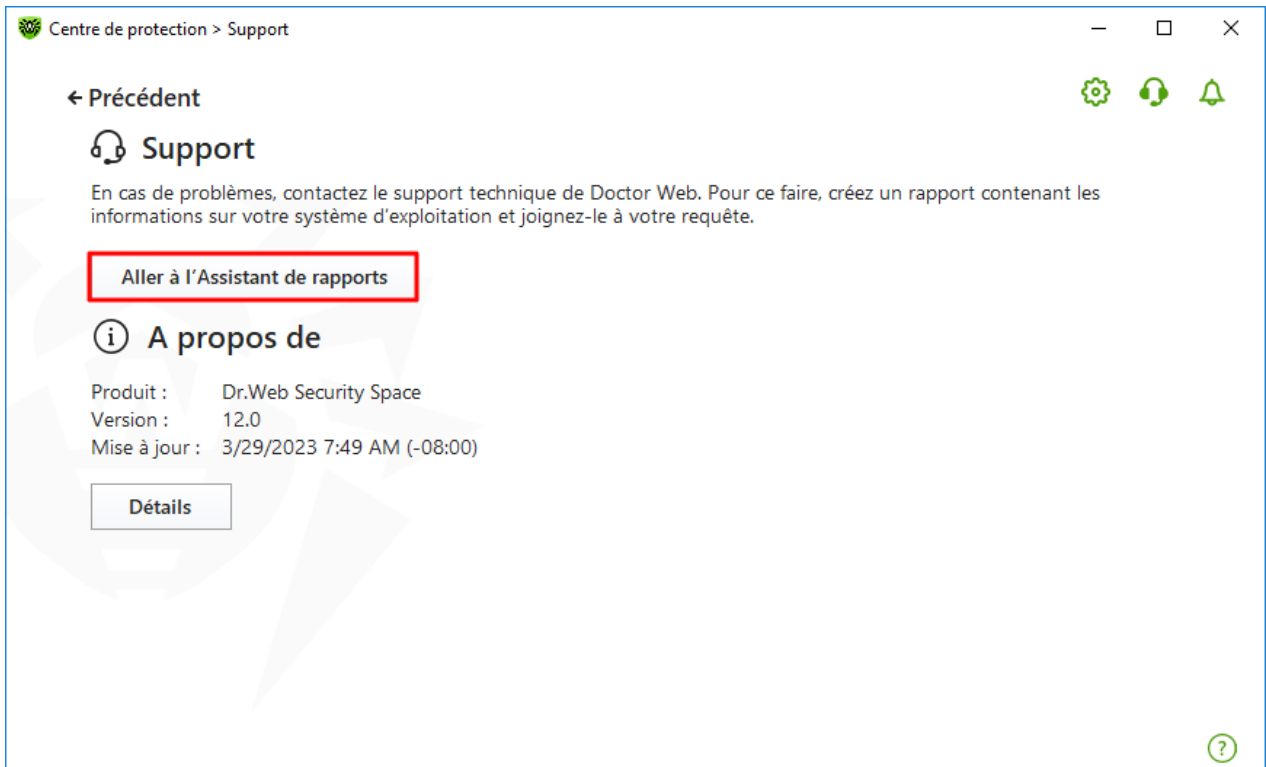 Centre de protection > Support
Précédent
Support
En cas de problèmes, contactez le support technique de Doctor Web. Pour ce faire, créez un rapport contenant les
informations sur votre système d’exploitation et joignez-le à votre requête.
Aller à l’Assistant de rapports
A propos de
Produit : Dr.Web Security Space
Version : 12.0
Mise à jour : 3/29/2023 7:49 AM (-08:00)
Détails
?